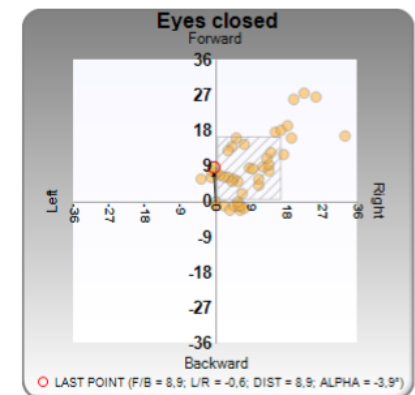 Eyes closed
Forward
36
27
18
9
0
-9
-18
-27
-36
Left
-36 -27 -18 -9 0 9 18 27 36
Right
Backward
LAST POINT (F/B = 8,9; L/R = -0,6; DIST = 8,9; ALPHA = -3,9°)